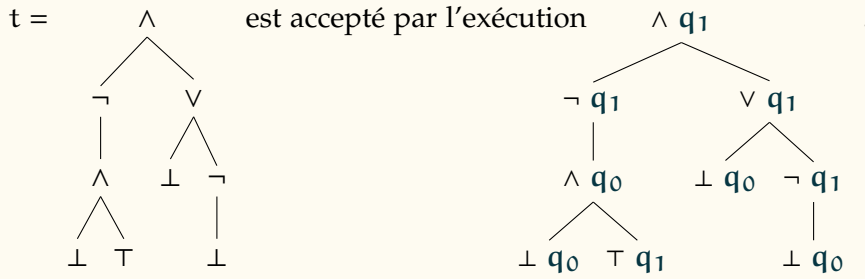 t = ∧ est accepté par l'exécution ∧ q₁
¬ ∨ ¬ q₁ ∨ q₁
∧ ⊥ ¬ ∧ q₀ ⊥ q₀ ¬ q₁
⊥ ⊤ ⊥ ⊥ q₀ ⊤ q₁ ⊥ q₀